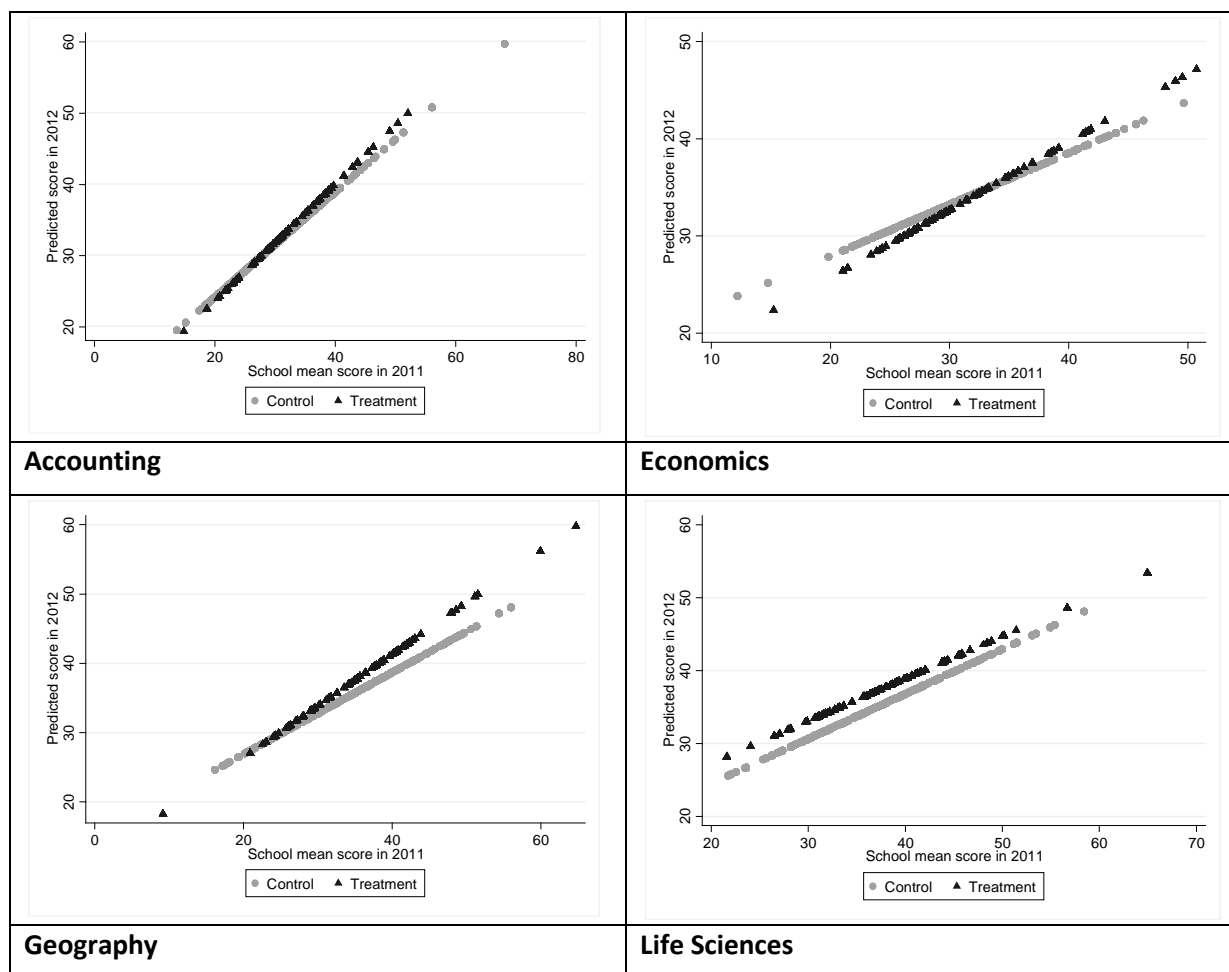 60
50
40
30
20
Predicted score in 2012
0 20 40 60 80
School mean score in 2011
Control Treatment
50
40
30
20
Predicted score in 2012
10 20 30 40 50
School mean score in 2011
Control Treatment
Accounting
Economics
60
50
40
30
20
Predicted score in 2012
0 20 40 60
School mean score in 2011
Control Treatment
60
50
40
30
20
Predicted score in 2012
20 30 40 50 60 70
School mean score in 2011
Control Treatment
Geography
Life Sciences